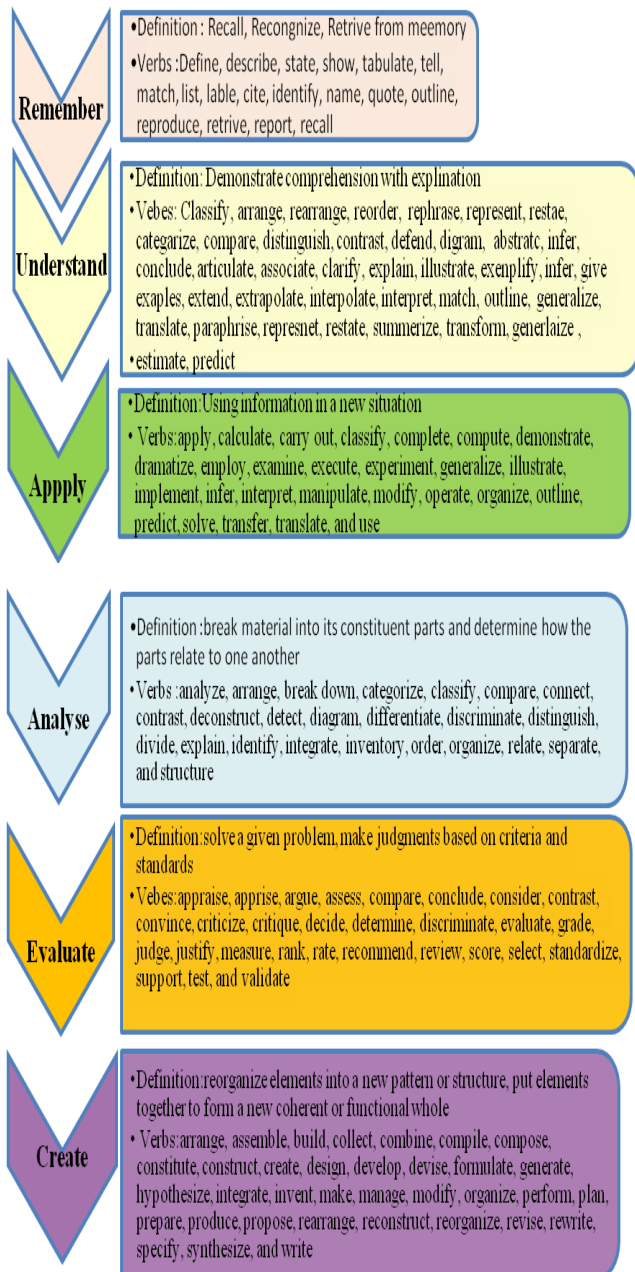 Remember
•Definition : Recall, Recongnize, Retrive from meemory
•Verbs :Define, describe, state, show, tabulate, tell,
match, list, lable, cite, identify, name, quote, outline,
reproduce, retrive, report, recall
Understand
•Definition: Demonstrate comprehension with explination
•Vebes: Classify, arrange, rearrange, reorder, rephrase, represent, restae,
categarize, compare, distinguish, contrast, defend, digram, abstratc, infer,
conclude, articulate, associate, clarify, explain, illustrate, exenplify, infer, give
exaples, extend, extrapolate, interpolate, interpret, match, outline, generalize,
translate, paraphrise, represnet, restate, summerize, transform, generlaize ,
•estimate, predict
Appply
•Definition:Using information in a new situation
•Verbs:apply, calculate, carry out, classify, complete, compute, demonstrate,
dramatize, employ, examine, execute, experiment, generalize, illustrate,
implement, infer, interpret, manipulate, modify, operate, organize, outline,
predict, solve, transfer, translate, and use
Analyse
•Definition :break material into its constituent parts and determine how the
parts relate to one another
•Verbs :analyze, arrange, break down, categorize, classify, compare, connect,
contrast, deconstruct, detect, diagram, differentiate, discriminate, distinguish,
divide, explain, identify, integrate, inventory, order, organize, relate, separate,
and structure
Evaluate
•Definition:solve a given problem, make judgments based on criteria and
standards
•Vebes:appraise, apprise, argue, assess, compare, conclude, consider, contrast,
convince, criticize, critique, decide, determine, discriminate, evaluate, grade,
judge, justify, measure, rank, rate, recommend, review, score, select, standardize,
support, test, and validate
Create
•Definition:reorganize elements into a new pattern or structure, put elements
together to form a new coherent or functional whole
•Verbs:arrange, assemble, build, collect, combine, compile, compose,
constitute, construct, create, design, develop, devise, formulate, generate,
hypothesize, integrate, invent, make, manage, modify, organize, perform, plan,
prepare, produce, propose, rearrange, reconstruct, reorganize, revise, rewrite,
specify, synthesize, and write